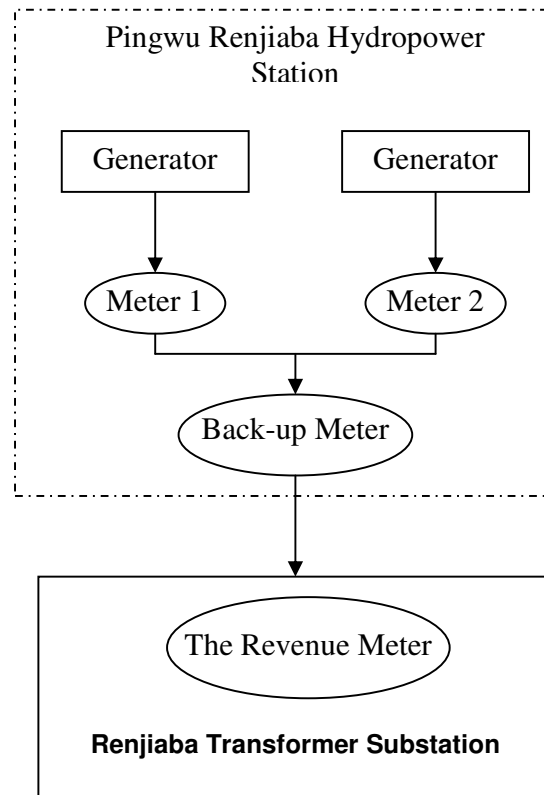 Pingwu Renjiaba Hydropower
Station
Generator
Generator
Meter 1
Meter 2
Back-up Meter
The Revenue Meter
Renjiaba Transformer Substation